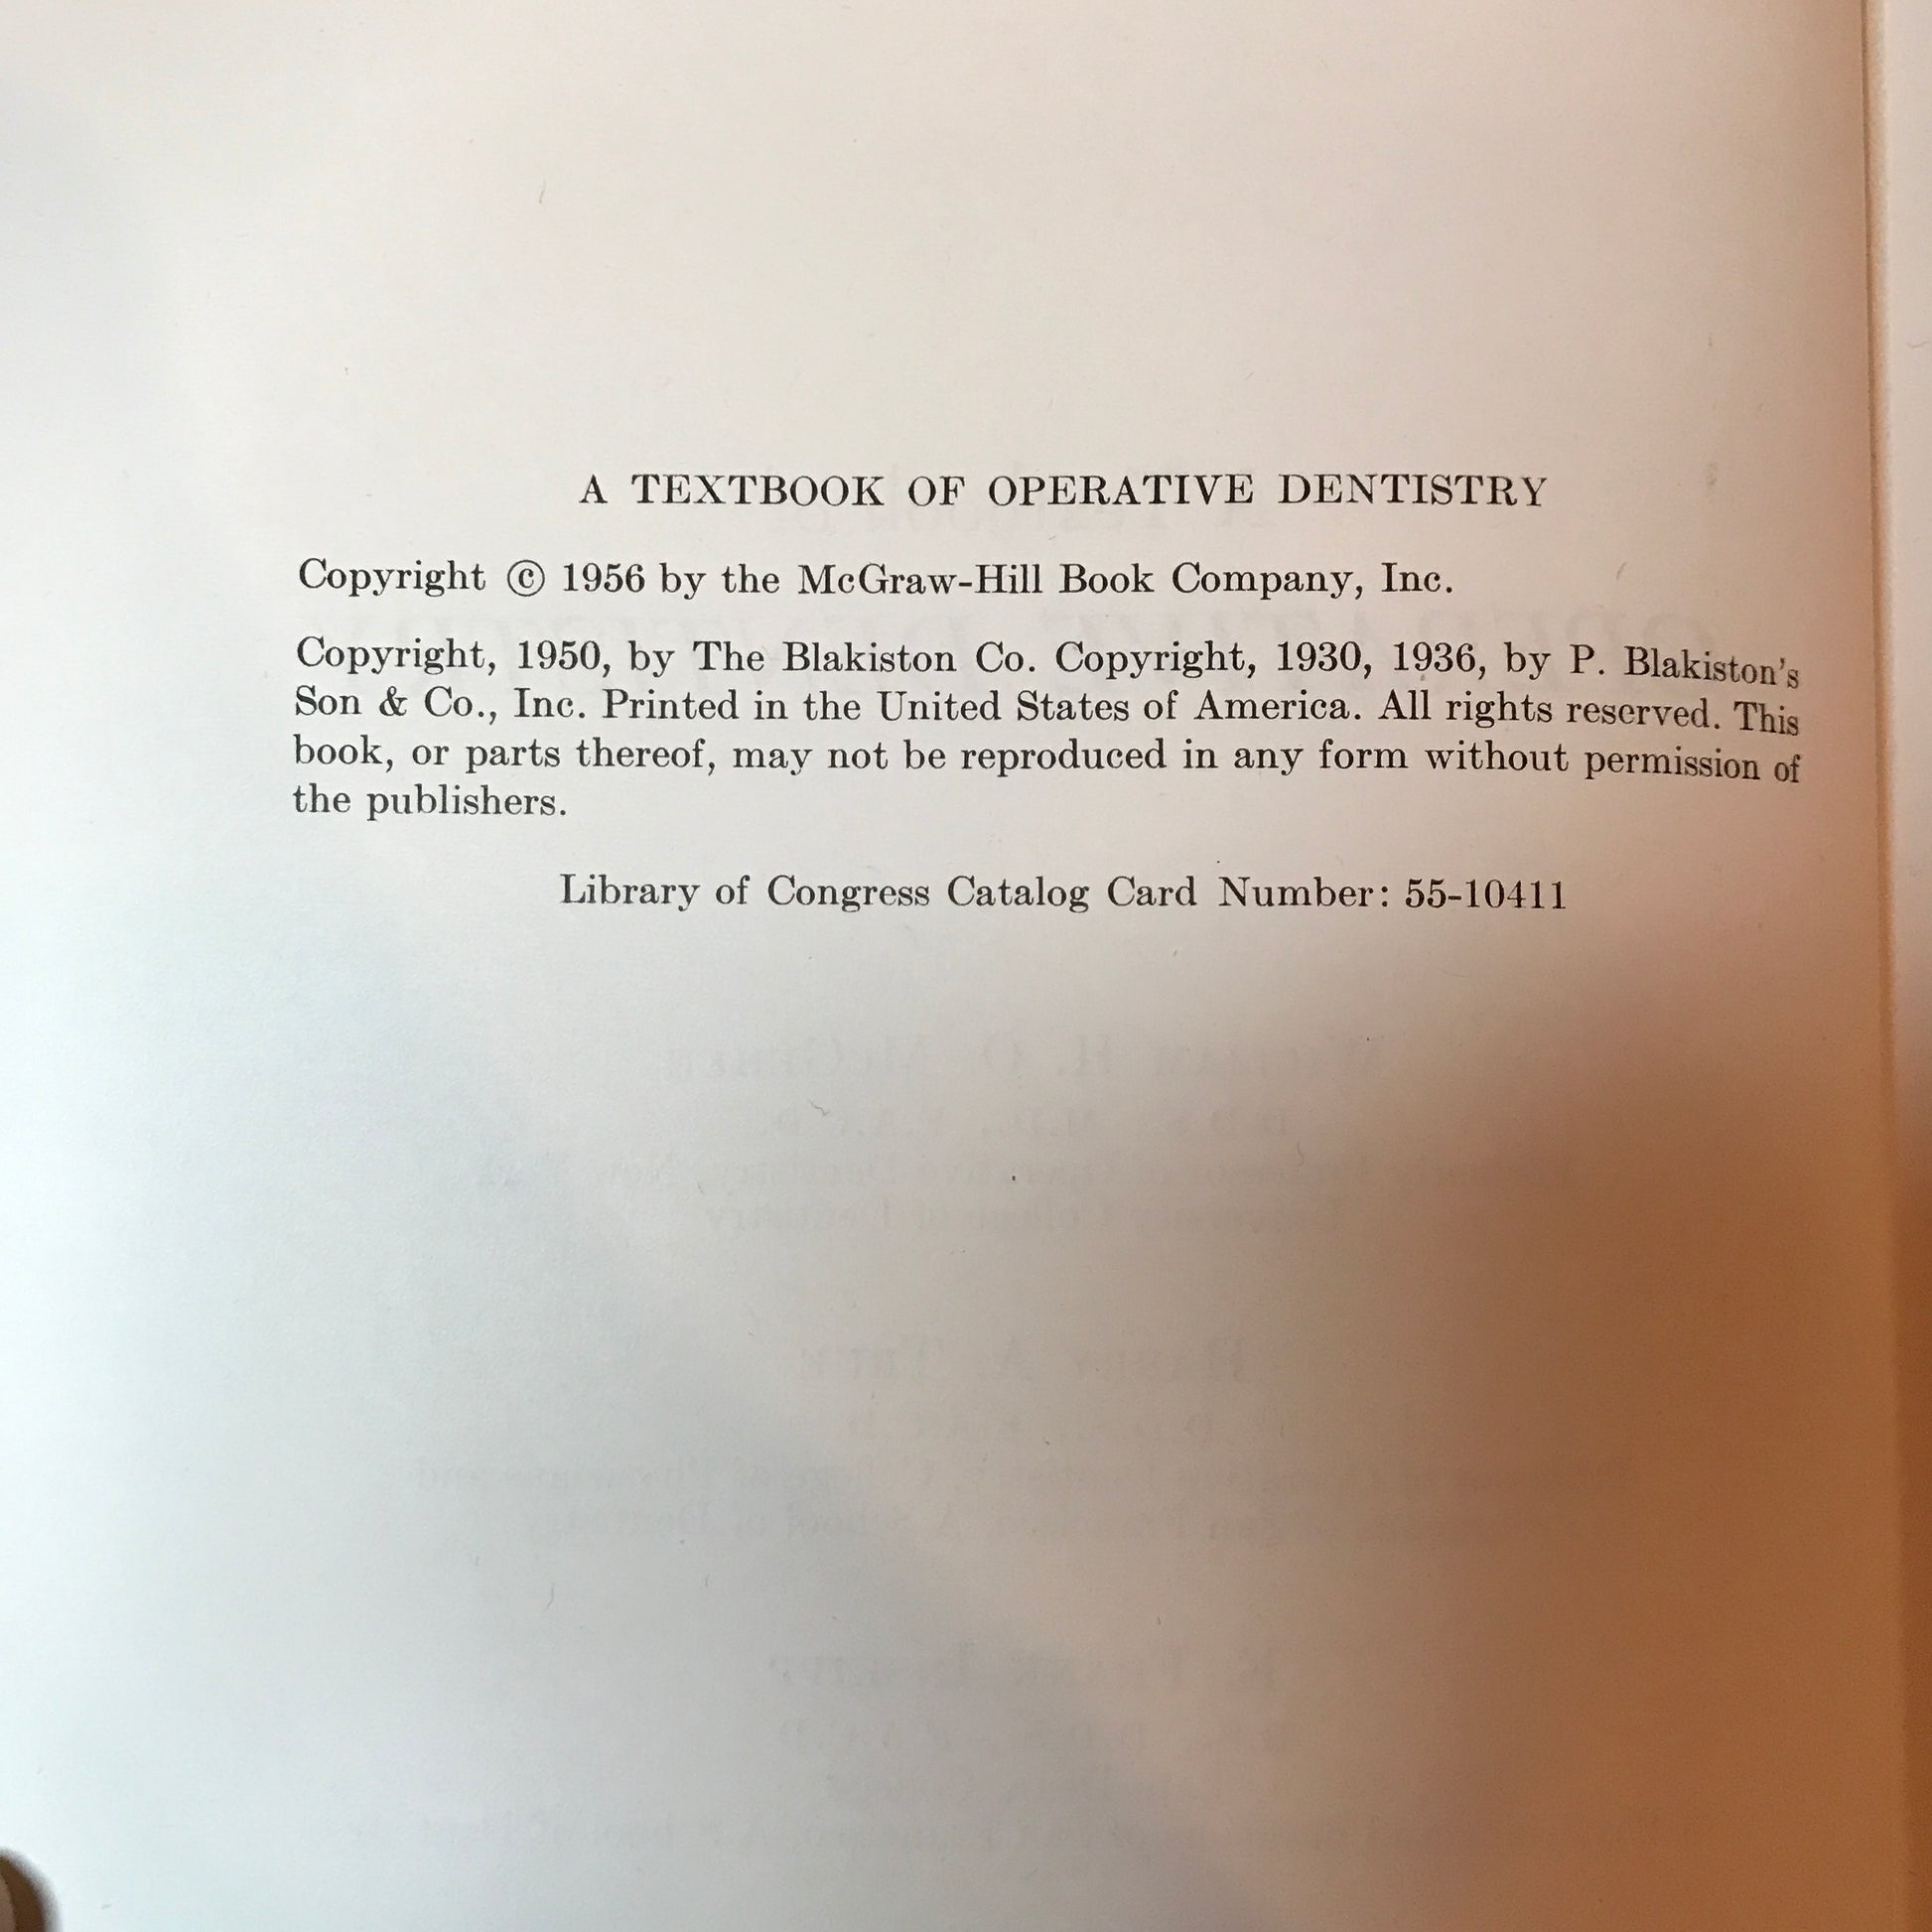 A TEXTBOOK OF OPERATIVE DENTISTRY
Copyright © 1956 by the McGraw-Hill Book Company, Inc.
Copyright, 1950, by The Blakiston Co. Copyright, 1930, 1936, by P. Blakiston's
Son & Co., Inc. Printed in the United States of America. All rights reserved. This
book, or parts thereof, may not be reproduced in any form without permission of
the publishers.
Library of Congress Catalog Card Number: 55-10411